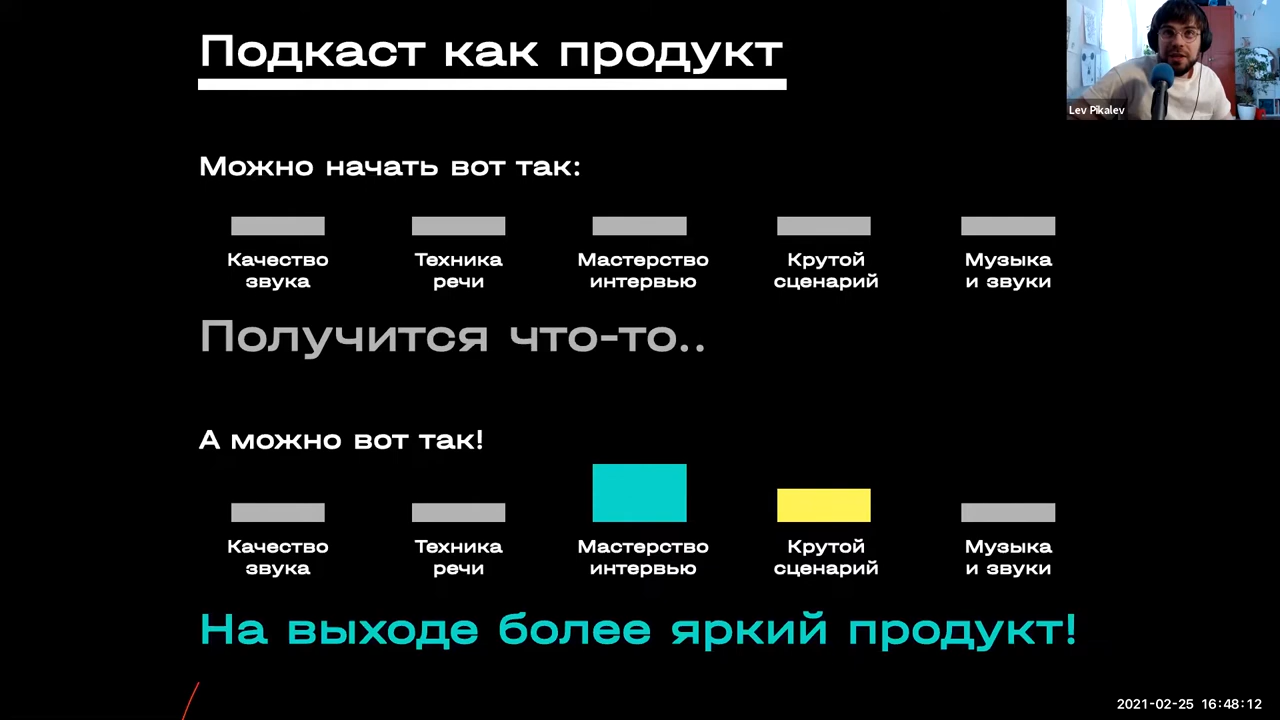 Подкаст как продукт
Lev Pikalev
Можно начать вот так:
Качество звука
Техника речи
Мастерство интервью
Крутой сценарий
Музыка и звуки
Получится что-то..
А можно вот так!
Качество звука
Техника речи
Мастерство интервью
Крутой сценарий
Музыка и звуки
На выходе более яркий продукт!
2021-02-25 16:48:12